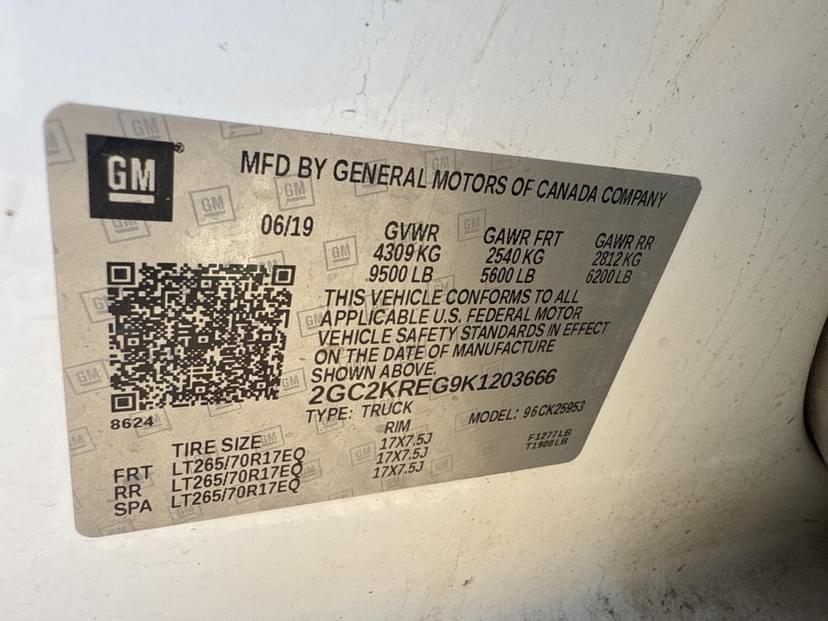 GM®
MFD BY GENERAL MOTORS OF CANADA COMPANY
06/19 GVWR GAWR FRT GAWR RR
4309 KG 2540 KG 2812 KG
9500 LB 5600 LB 6200 LB
THIS VEHICLE CONFORMS TO ALL
APPLICABLE U.S. FEDERAL MOTOR
VEHICLE SAFETY STANDARDS IN EFFECT
ON THE DATE OF MANUFACTURE
SHOWN ABOVE.
2GC2KREG9K1203666
TYPE: TRUCK MODEL: 96CK25953
8624
TIRE SIZE RIM F1277LB
T1908LB
FRT LT265/70R17EQ 17X7.5J
RR LT265/70R17EQ 17X7.5J
SPA LT265/70R17EQ 17X7.5J